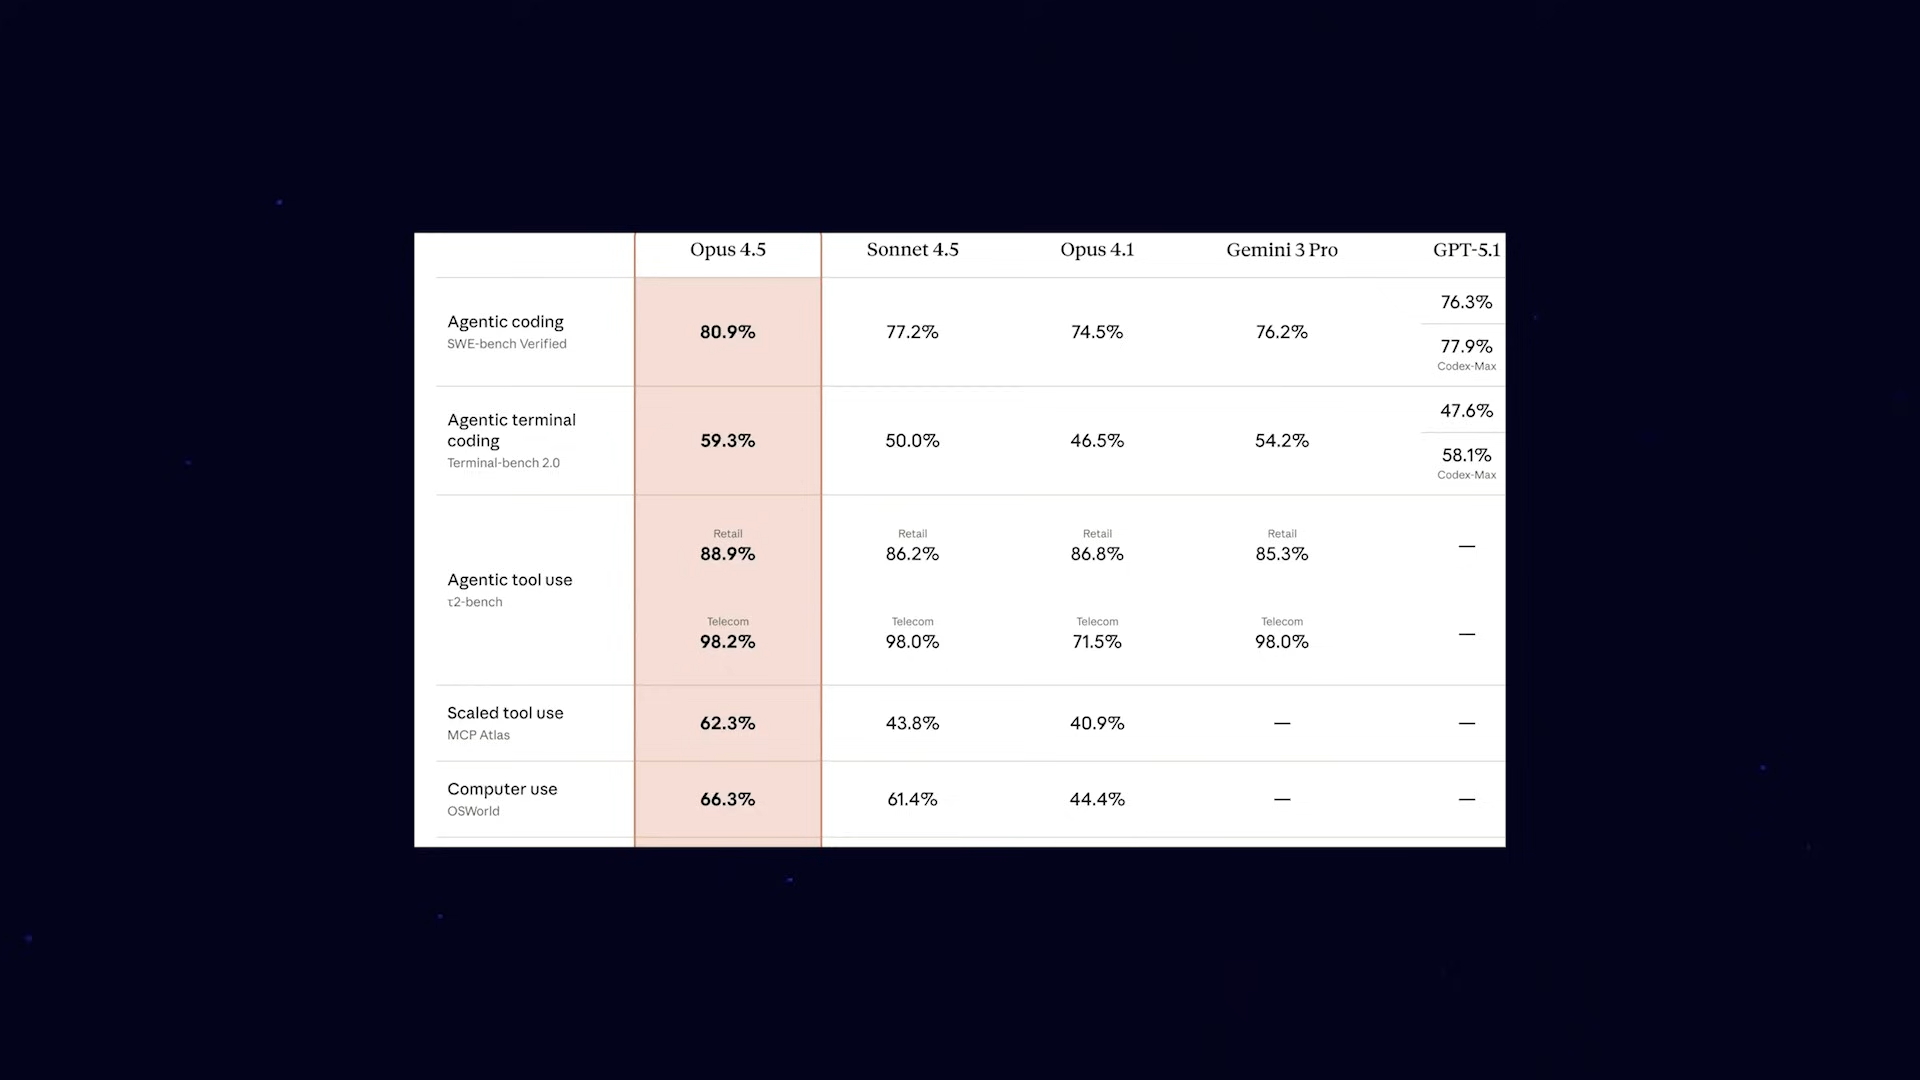 Opus 4.5 Sonnet 4.5 Opus 4.1 Gemini 3 Pro GPT-5.1
Agentic coding
SWE-bench Verified
80.9% 77.2% 74.5% 76.2%
76.3%
77.9%
Codex-Max
Agentic terminal
coding
Terminal-bench 2.0
59.3% 50.0% 46.5% 54.2%
47.6%
58.1%
Codex-Max
Agentic tool use
τ2-bench
Retail Retail Retail Retail
88.9% 86.2% 86.8% 85.3% —
Telecom Telecom Telecom Telecom
98.2% 98.0% 71.5% 98.0% —
Scaled tool use
MCP Atlas
62.3% 43.8% 40.9% — —
Computer use
OSWorld
66.3% 61.4% 44.4% — —